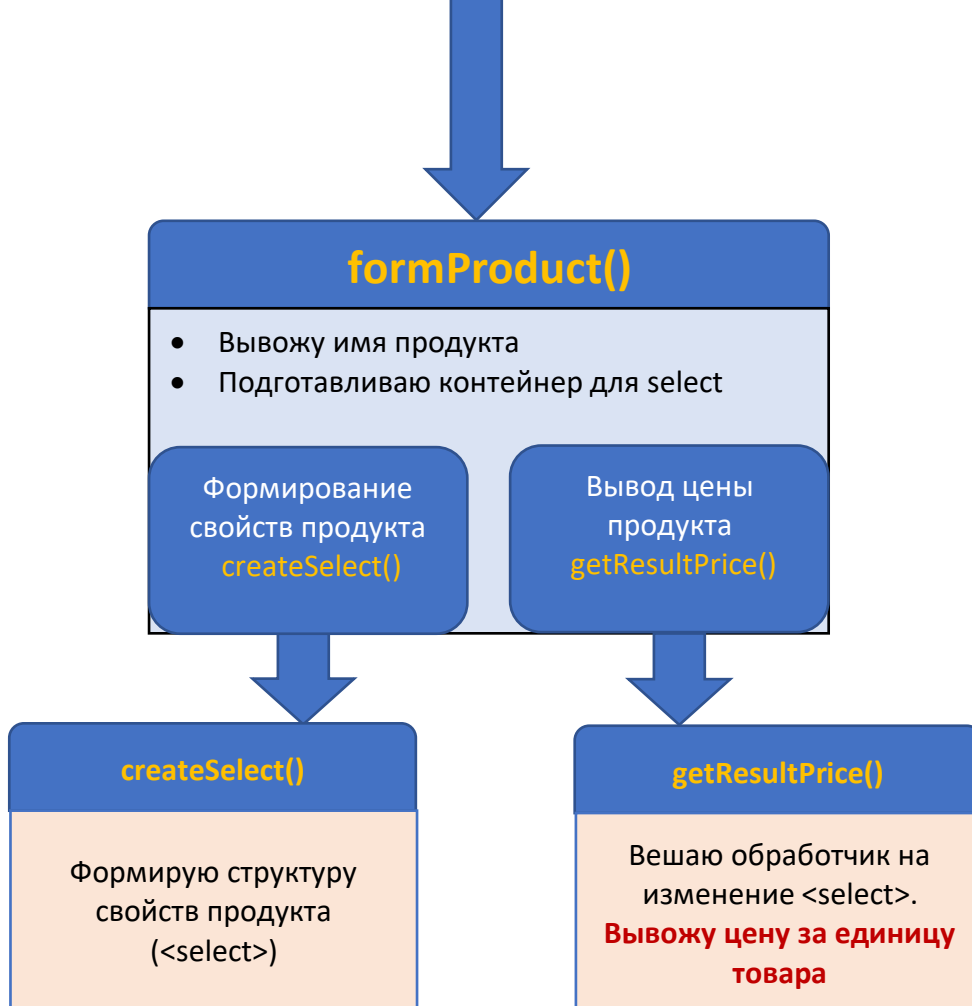 formProduct()
• Вывожу имя продукта
• Подготавливаю контейнер для select
Формирование
свойств продукта
createSelect()
Вывод цены
продукта
getResultPrice()
createSelect()
Формирую структуру
свойств продукта
(<select>)
getResultPrice()
Вешаю обработчик на
изменение <select>.
Вывожу цену за единицу
товара